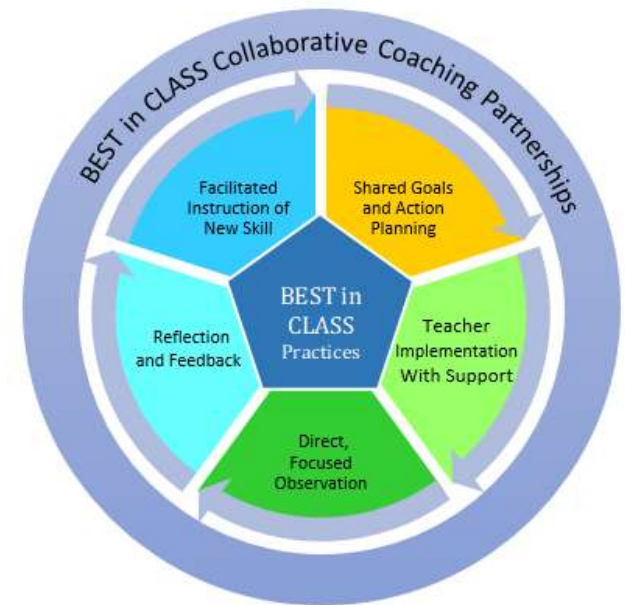 BEST in CLASS Collaborative Coaching Partnerships
Facilitated
Instruction of
New Skill
Shared Goals
and Action
Planning
BEST in
CLASS
Practices
Reflection
and Feedback
Teacher
Implementation
With Support
Direct,
Focused
Observation